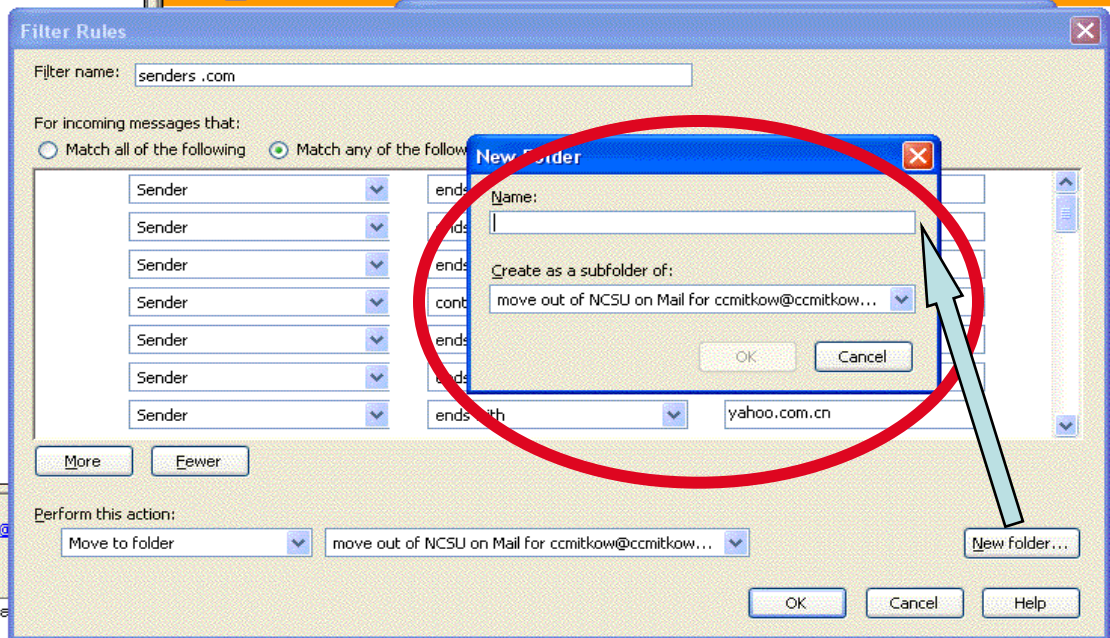 Filter Rules
Filter name: senders .com
For incoming messages that:
Match all of the following Match any of the follow
New Folder
Sender ends
Name:
Sender ends
Sender ends
Create as a subfolder of:
Sender cont move out of NCSU on Mail for ccmitkow@ccmitkow...
Sender ends
OK Cancel
Sender ends
Sender ends with yahoo.com.cn
More Fewer
Perform this action:
Move to folder move out of NCSU on Mail for ccmitkow@ccmitkow... New folder...
OK Cancel Help